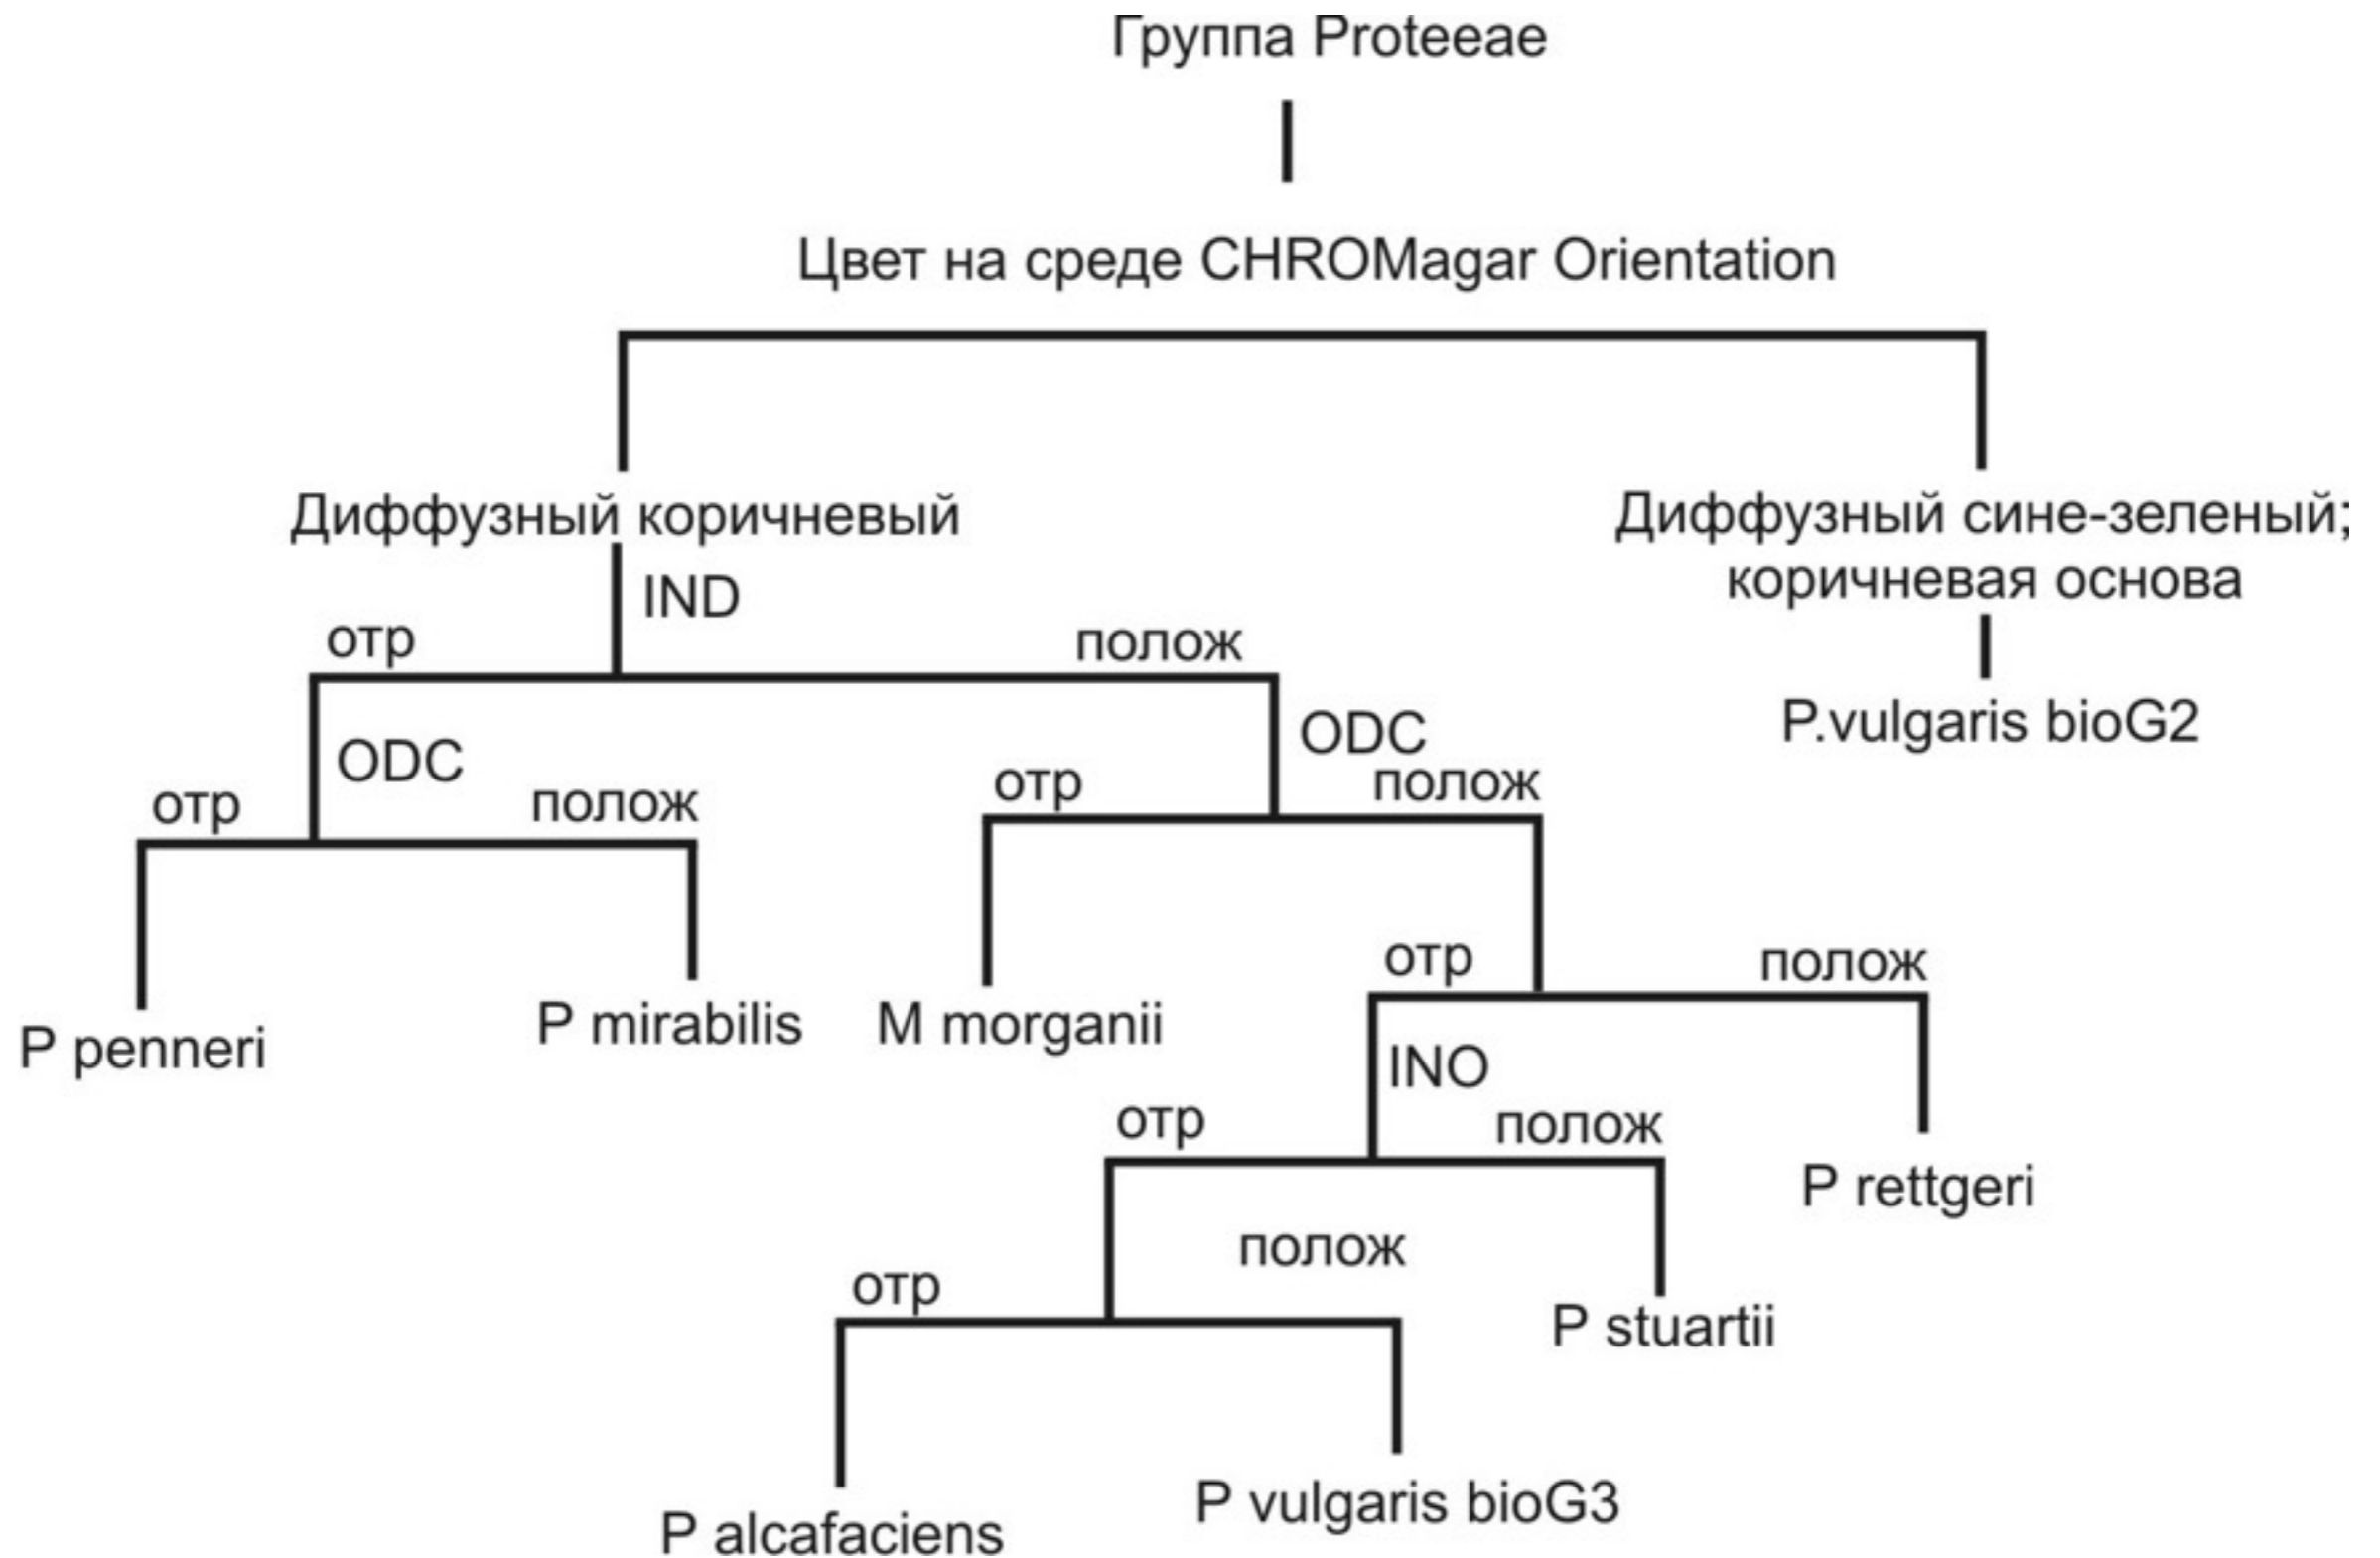 Группа Proteeae
Цвет на среде CHROMagar Orientation
Диффузный коричневый
Диффузный сине-зеленый;
коричневая основа
IND
отр
полож
P.vulgaris bioG2
ODC
ODC
отр
полож
отр
полож
отр
полож
P penneri
P mirabilis
M morganii
INO
отр
полож
P rettgeri
полож
отр
P stuartii
P vulgaris bioG3
P alcafaciens